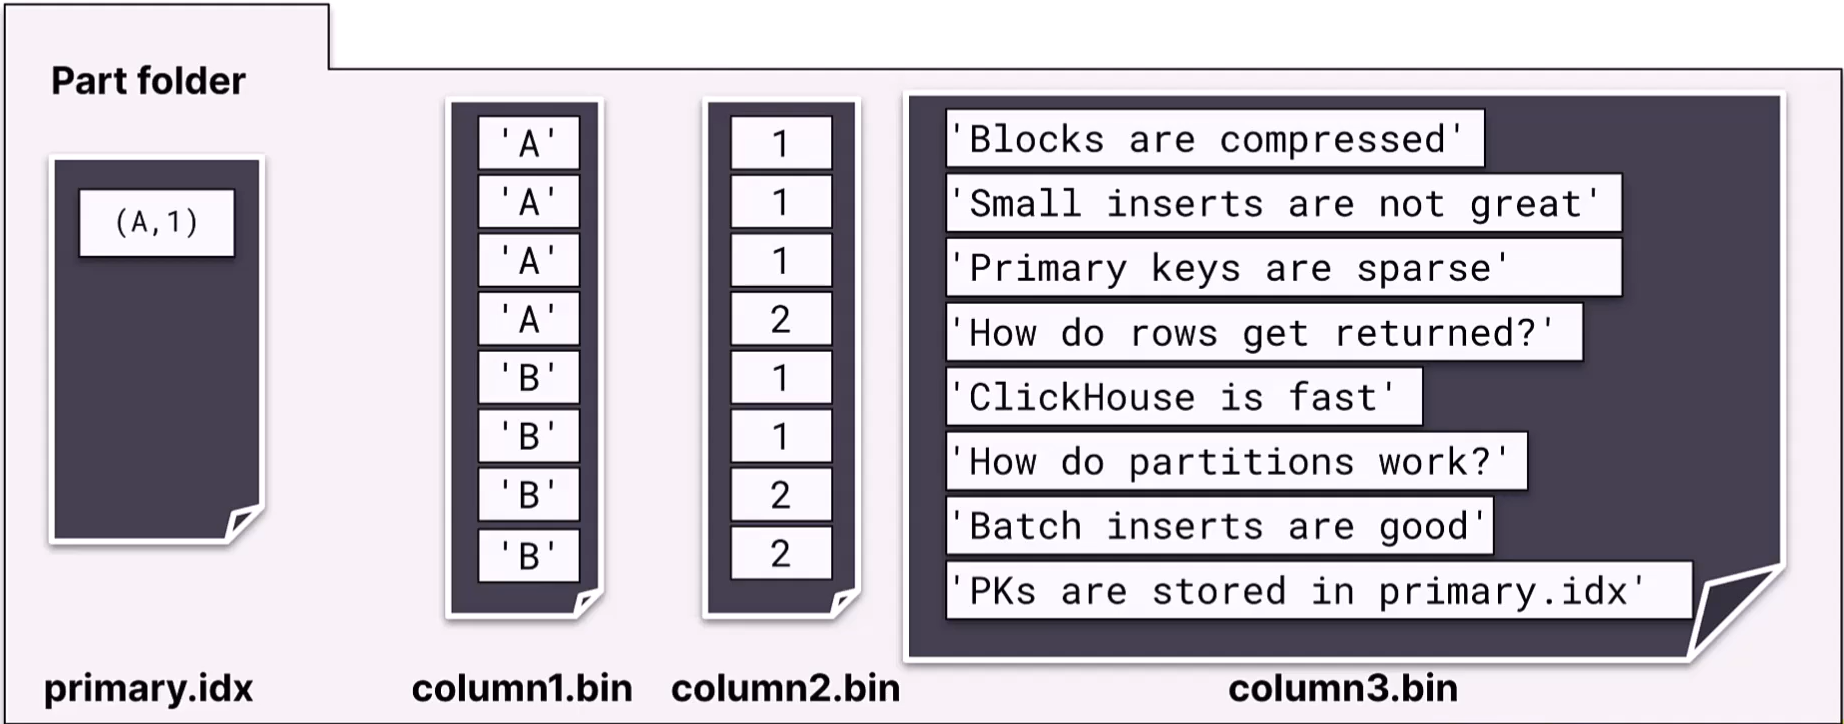 Part folder
(A,1)
primary.idx
'A'
'A'
'A'
'A'
'B'
'B'
'B'
'B'
column1.bin
1
1
1
2
1
1
2
2
column2.bin
'Blocks are compressed'
'Small inserts are not great'
'Primary keys are sparse'
'How do rows get returned?'
'ClickHouse is fast'
'How do partitions work?'
'Batch inserts are good'
'PKs are stored in primary.idx'
column3.bin